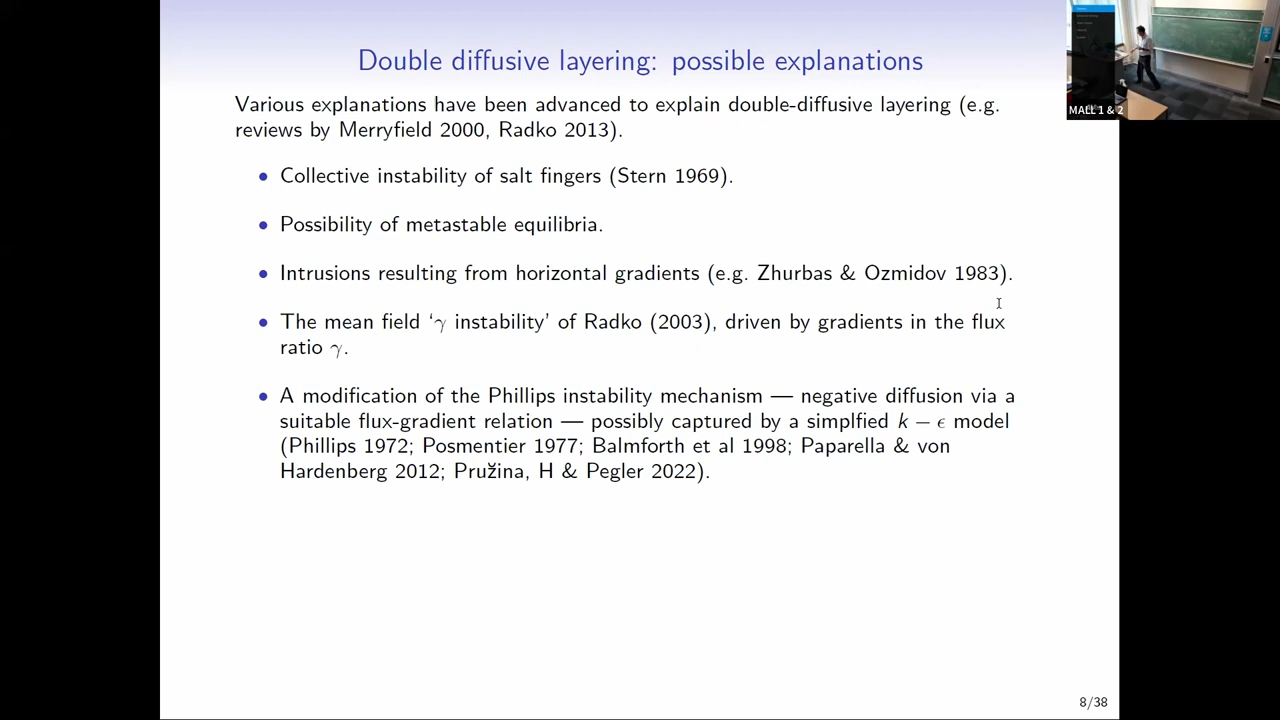 Double diffusive layering: possible explanations
Various explanations have been advanced to explain double-diffusive layering (e.g.
reviews by Merryfield 2000, Radko 2013).
• Collective instability of salt fingers (Stern 1969).
• Possibility of metastable equilibria.
• Intrusions resulting from horizontal gradients (e.g. Zhurbas & Ozmidov 1983).
• The mean field ‘γ instability’ of Radko (2003), driven by gradients in the flux
ratio γ.
• A modification of the Phillips instability mechanism — negative diffusion via a
suitable flux-gradient relation — possibly captured by a simplfied k − ϵ model
(Phillips 1972; Posmentier 1977; Balmforth et al 1998; Paparella & von
Hardenberg 2012; Pružina, H & Pegler 2022).
8/38
MALL 1 & 2